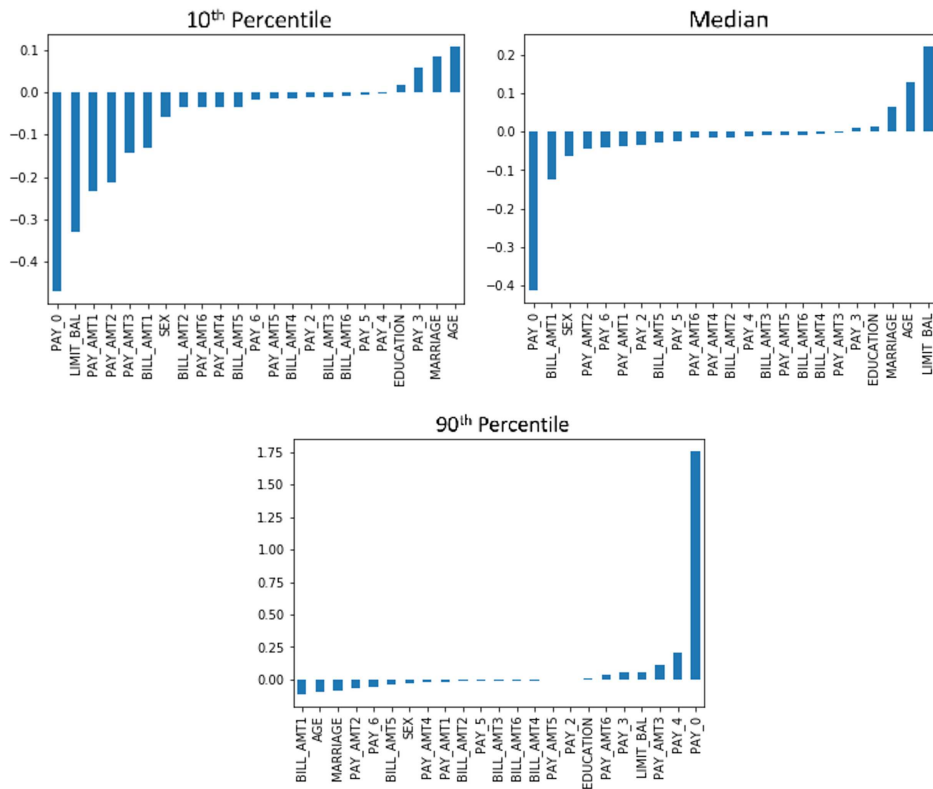 10th Percentile
0.1
0.0
−0.1
−0.2
−0.3
−0.4
PAY_0
LIMIT_BAL
PAY_AMT1
PAY_AMT2
PAY_AMT3
BILL_AMT1
SEX
BILL_AMT2
PAY_AMT6
PAY_AMT4
BILL_AMT5
PAY_6
PAY_AMT5
BILL_AMT4
PAY_2
BILL_AMT3
BILL_AMT6
PAY_5
PAY_4
EDUCATION
PAY_3
MARRIAGE
AGE
Median
0.2
0.1
0.0
−0.1
−0.2
−0.3
−0.4
PAY_0
BILL_AMT1
SEX
PAY_AMT2
PAY_6
PAY_AMT1
PAY_2
BILL_AMT5
PAY_5
PAY_AMT6
PAY_AMT4
BILL_AMT2
PAY_4
BILL_AMT3
PAY_AMT5
BILL_AMT6
BILL_AMT4
PAY_AMT3
PAY_3
EDUCATION
MARRIAGE
AGE
LIMIT_BAL
90th Percentile
1.75
1.50
1.25
1.00
0.75
0.50
0.25
0.00
BILL_AMT1
AGE
MARRIAGE
PAY_AMT2
PAY_6
BILL_AMT5
SEX
PAY_AMT4
PAY_AMT1
BILL_AMT2
PAY_5
BILL_AMT3
BILL_AMT6
BILL_AMT4
PAY_AMT5
PAY_2
EDUCATION
PAY_AMT6
PAY_3
LIMIT_BAL
PAY_AMT3
PAY_4
PAY_0